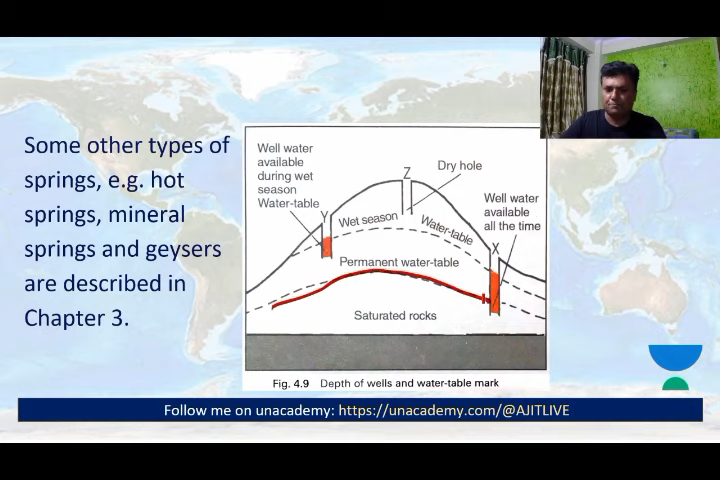 Some other types of
springs, e.g. hot
springs, mineral
springs and geysers
are described in
Chapter 3.
Well water
available
during wet
season
Water-table
Z
Dry hole
Y
Wet season
Water-table
Well water
available
all the time
X
Permanent water-table
Saturated rocks
Fig. 4.9 Depth of wells and water-table mark
Follow me on unacademy: https://unacademy.com/@AJITLIVE